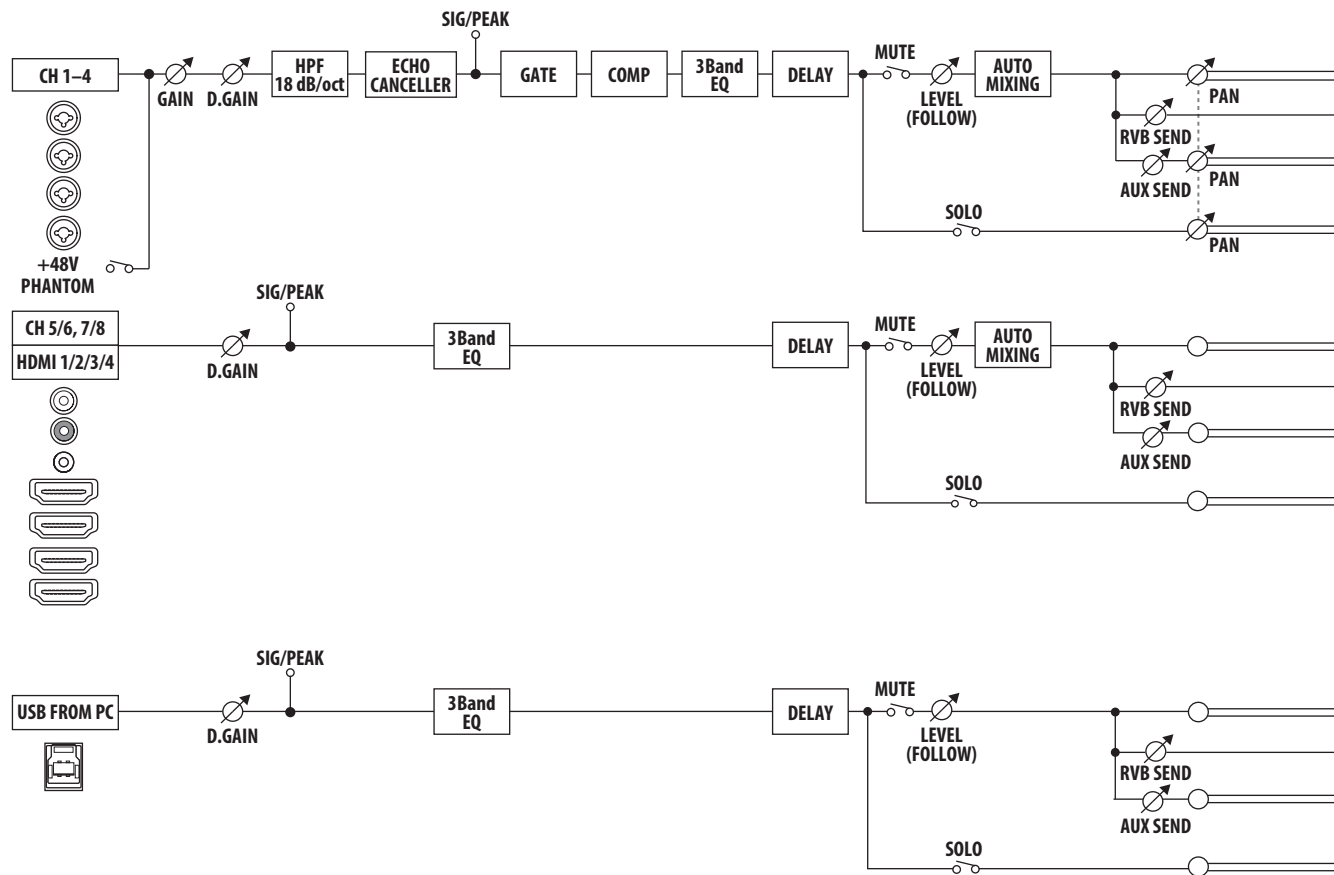 SIG/PEAK
CH 1–4
GAIN
D.GAIN
HPF
18 dB/oct
ECHO
CANCELLER
GATE
COMP
3Band
EQ
DELAY
MUTE
LEVEL
(FOLLOW)
AUTO
MIXING
PAN
RVB SEND
AUX SEND
PAN
SOLO
PAN
+48V
PHANTOM
SIG/PEAK
CH 5/6, 7/8
HDMI 1/2/3/4
D.GAIN
3Band
EQ
DELAY
MUTE
LEVEL
(FOLLOW)
AUTO
MIXING
RVB SEND
AUX SEND
SOLO
SIG/PEAK
USB FROM PC
D.GAIN
3Band
EQ
DELAY
MUTE
LEVEL
(FOLLOW)
RVB SEND
AUX SEND
SOLO